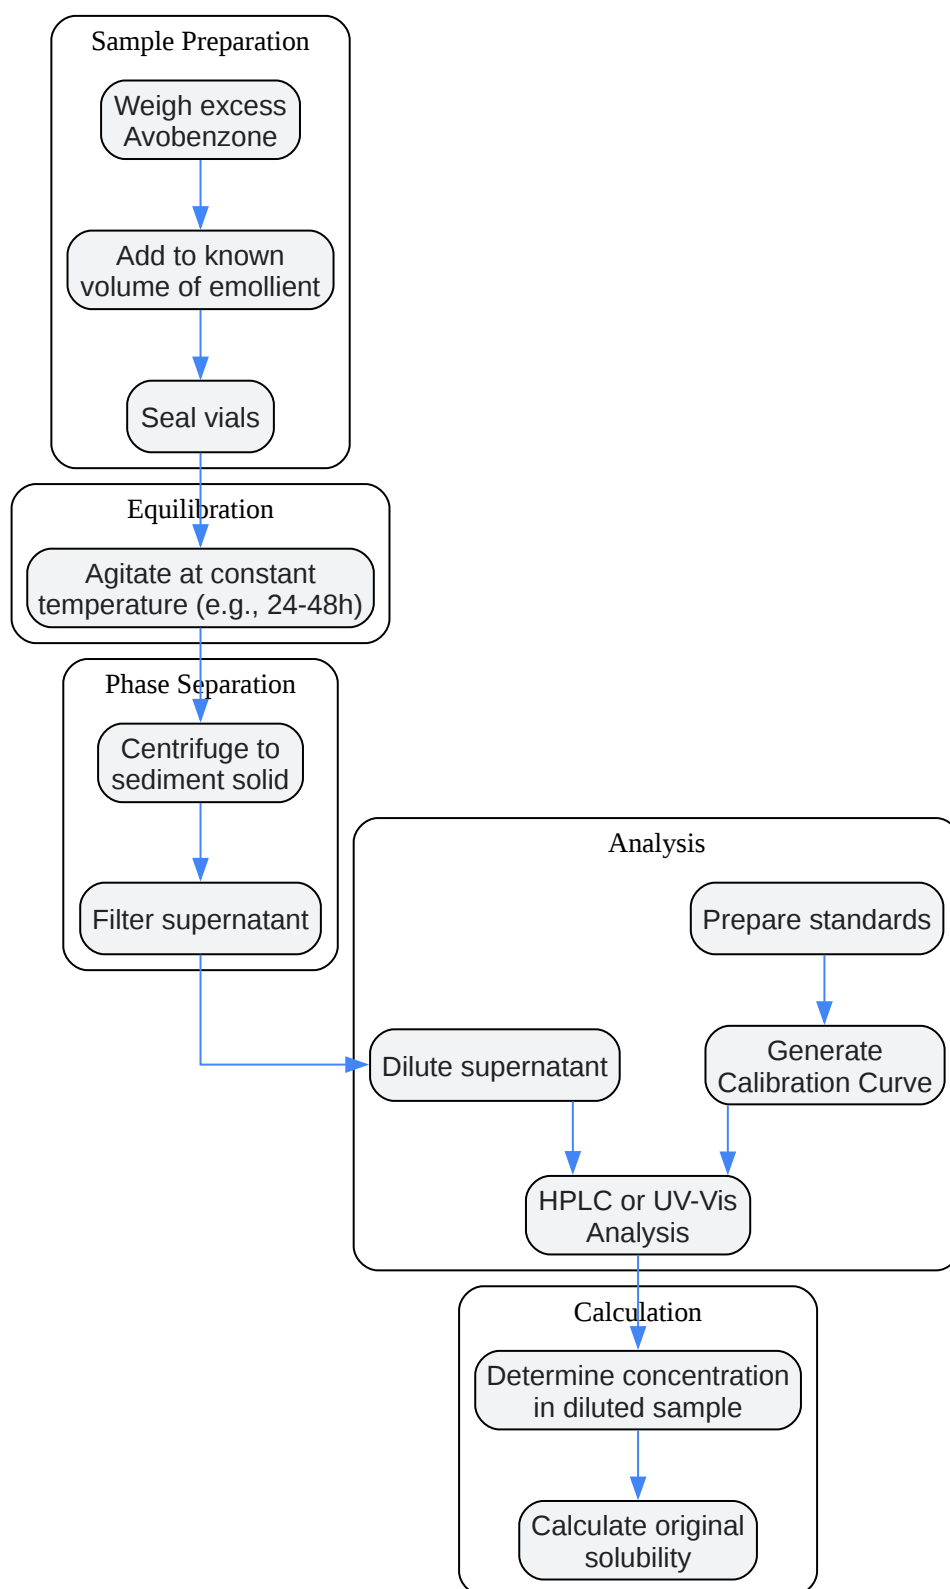 Sample Preparation
Weigh excess
Avobenzone
Add to known
volume of emollient
Seal vials
Equilibration
Agitate at constant
temperature (e.g., 24-48h)
Phase Separation
Centrifuge to
sediment solid
Filter supernatant
Analysis
Prepare standards
Dilute supernatant
Generate
Calibration Curve
HPLC or UV-Vis
Analysis
Calculation
Determine concentration
in diluted sample
Calculate original
solubility